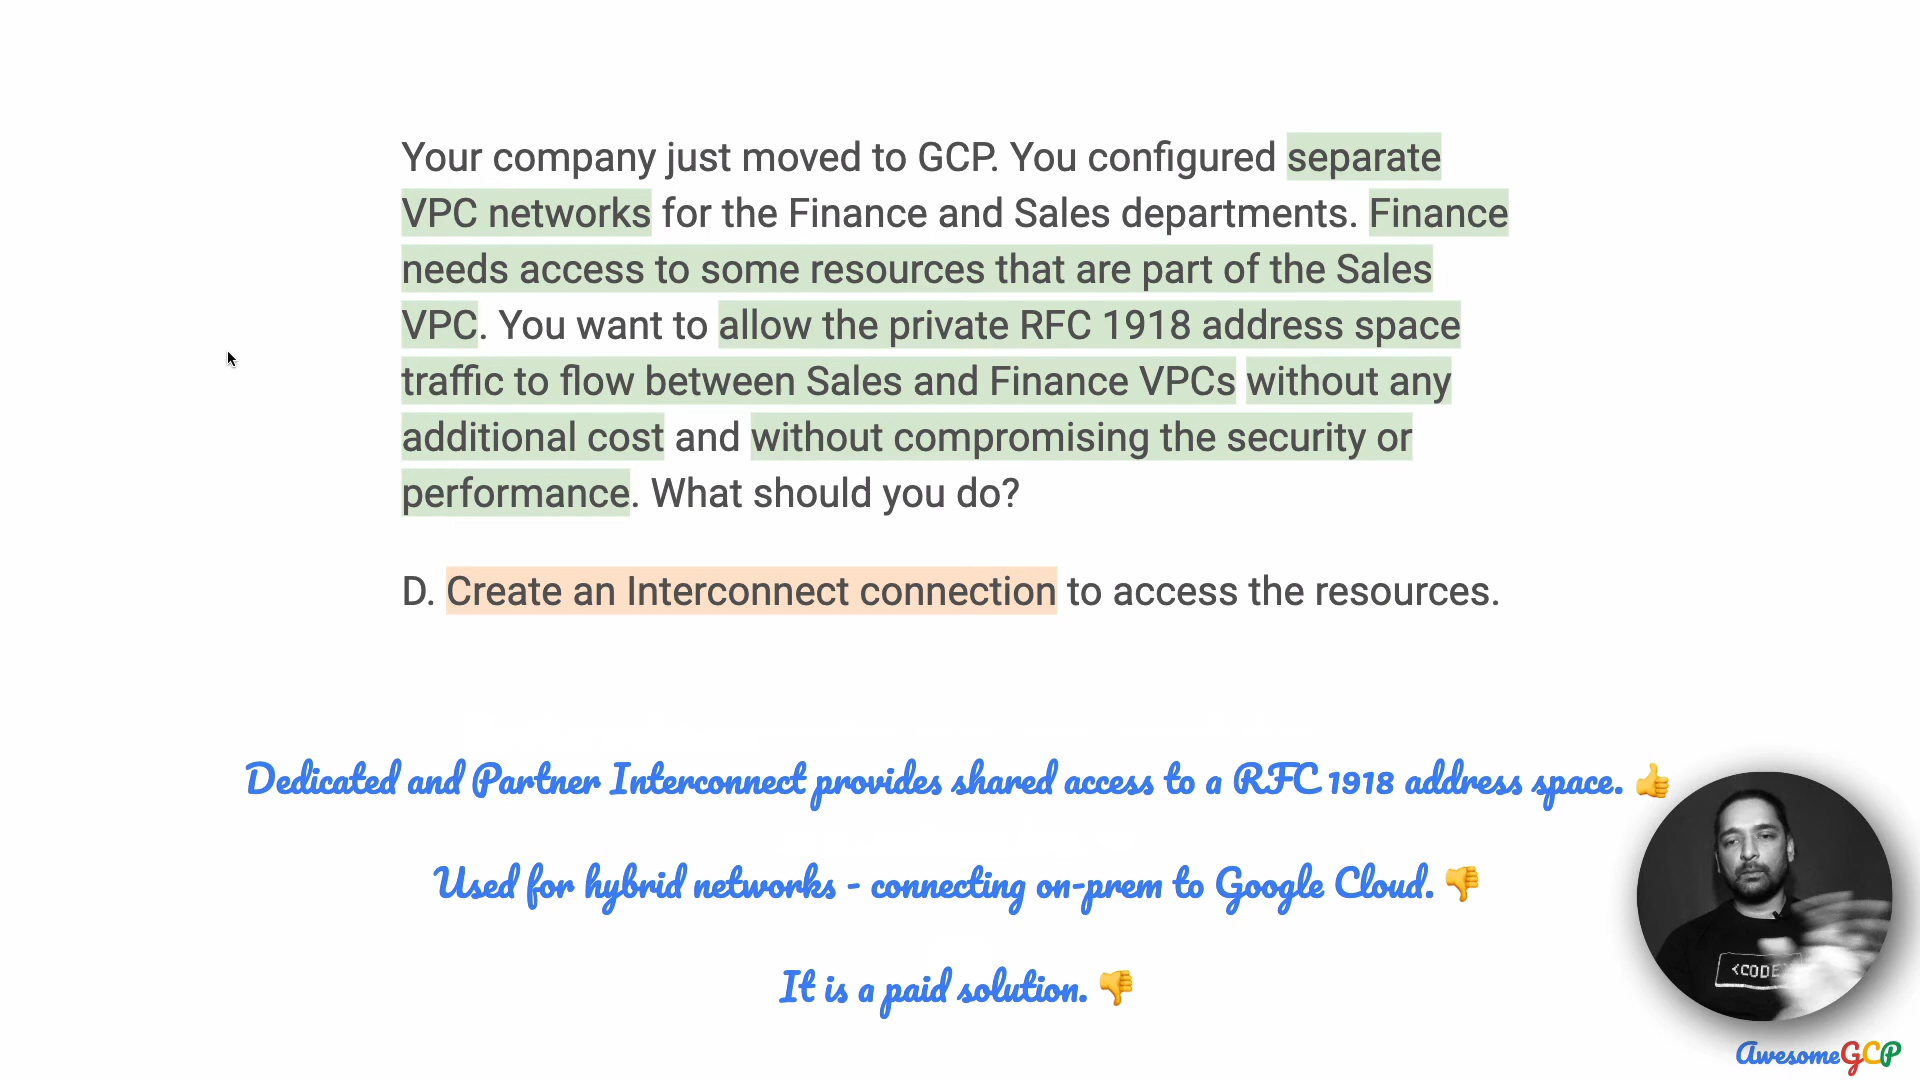 Your company just moved to GCP. You configured separate
VPC networks for the Finance and Sales departments. Finance
needs access to some resources that are part of the Sales
VPC. You want to allow the private RFC 1918 address space
traffic to flow between Sales and Finance VPCs without any
additional cost and without compromising the security or
performance. What should you do?
D. Create an Interconnect connection to access the resources.
Dedicated and Partner Interconnect provides shared access to a RFC 1918 address space. 👍
Used for hybrid networks - connecting on-prem to Google Cloud. 👎
It is a paid solution. 👎
<CODE
AwesomeGCP